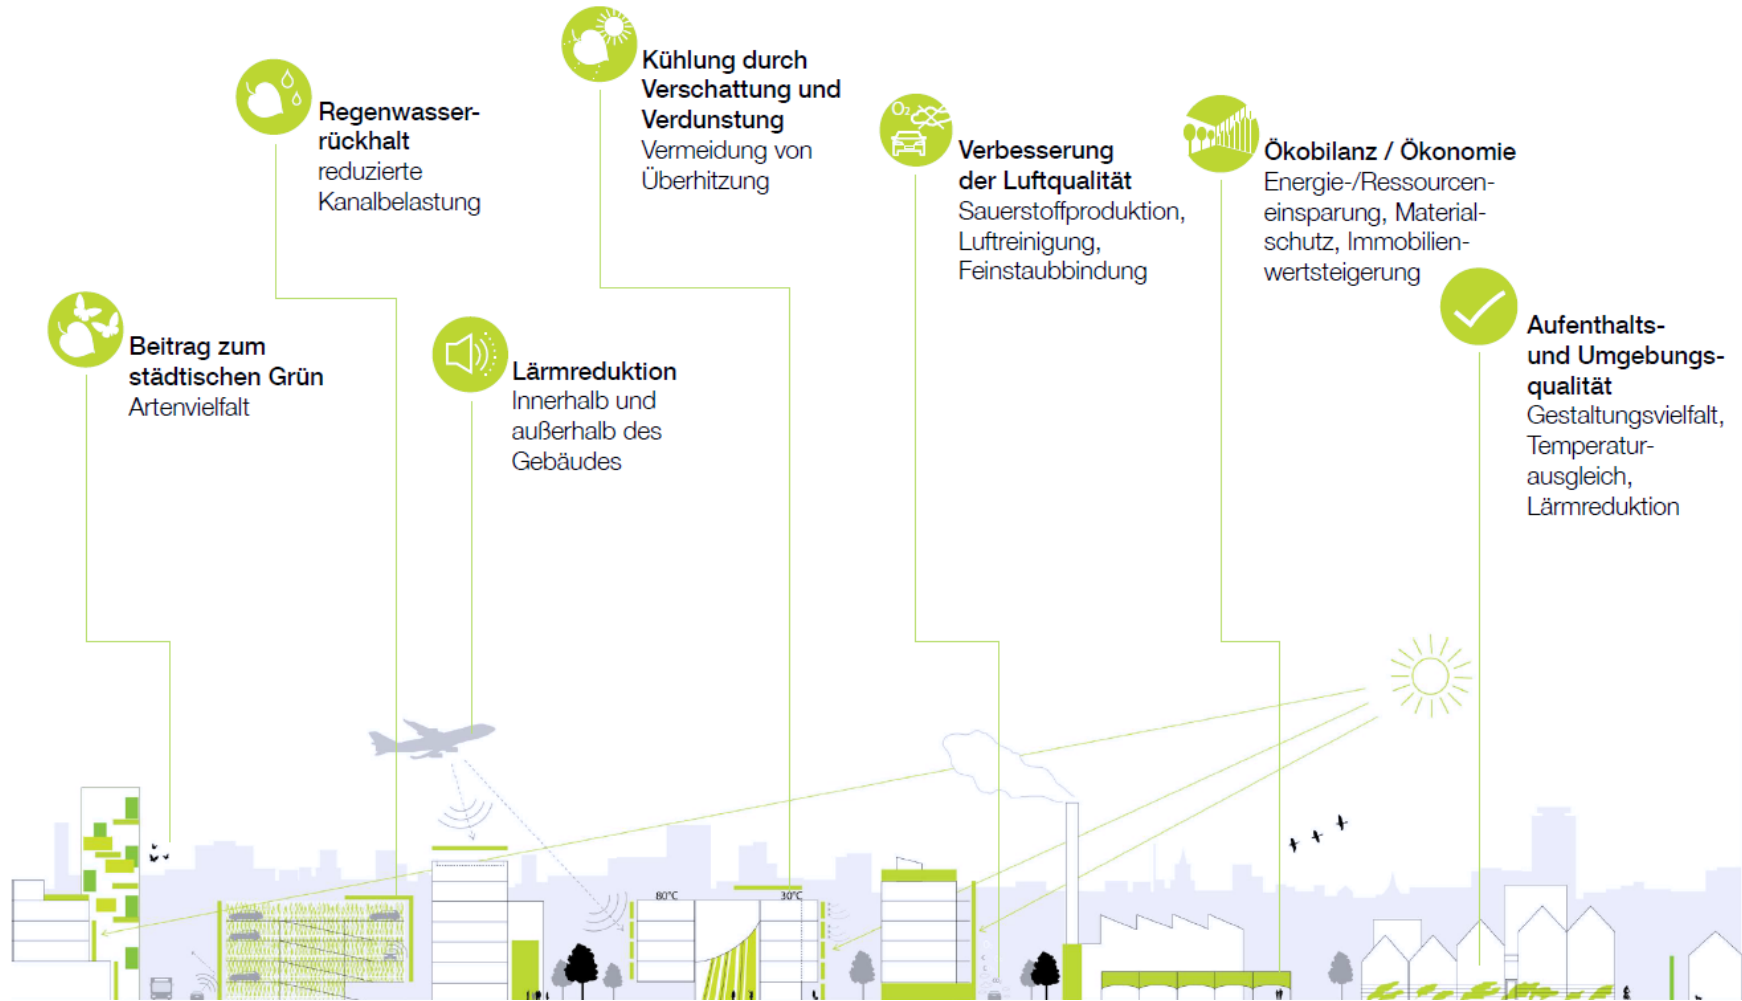 Beitrag zum
städtischen Grün
Artenvielfalt
Regenwasser-
rückhalt
reduzierte
Kanalbelastung
Lärmreduktion
Innerhalb und
außerhalb des
Gebäudes
Kühlung durch
Verschattung und
Verdunstung
Vermeidung von
Überhitzung
O₂
Verbesserung
der Luftqualität
Sauerstoffproduktion,
Luftreinigung,
Feinstaubbindung
Ökobilanz / Ökonomie
Energie-/Ressourcen-
einsparung, Material-
schutz, Immobilien-
wertsteigerung
Aufenthalts-
und Umgebungs-
qualität
Gestaltungsvielfalt,
Temperatur-
ausgleich,
Lärmreduktion
80°C
30°C